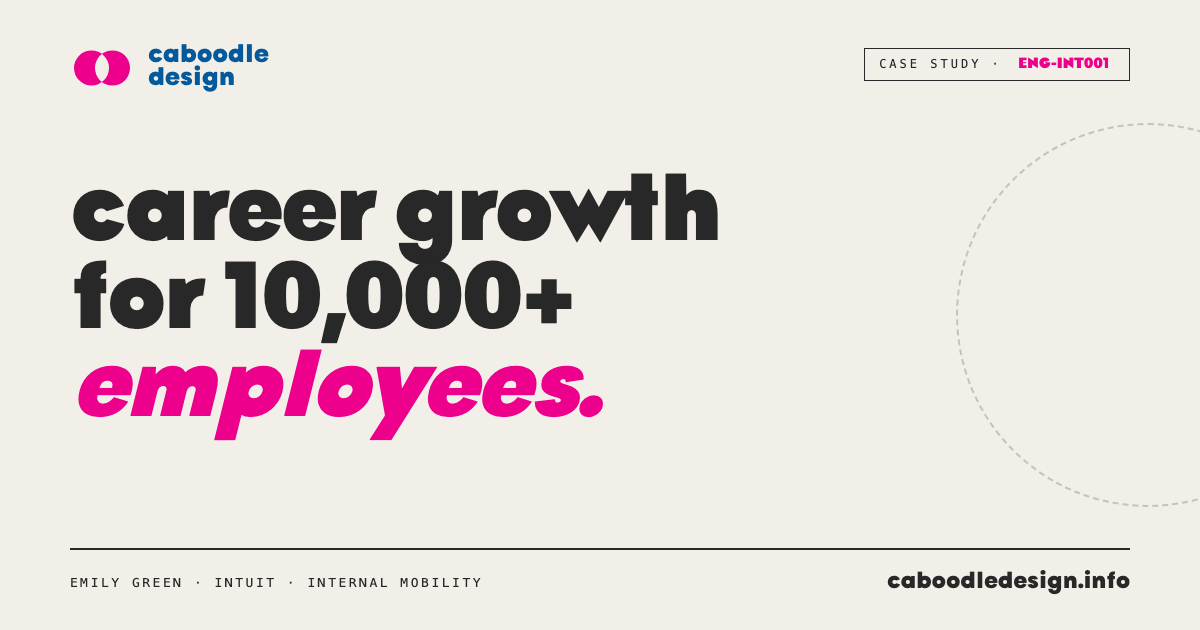 caboodle
design
CASE STUDY · ENG-INT001
career growth
for 10,000+
employees.
EMILY GREEN · INTUIT · INTERNAL MOBILITY
caboodledesign.info